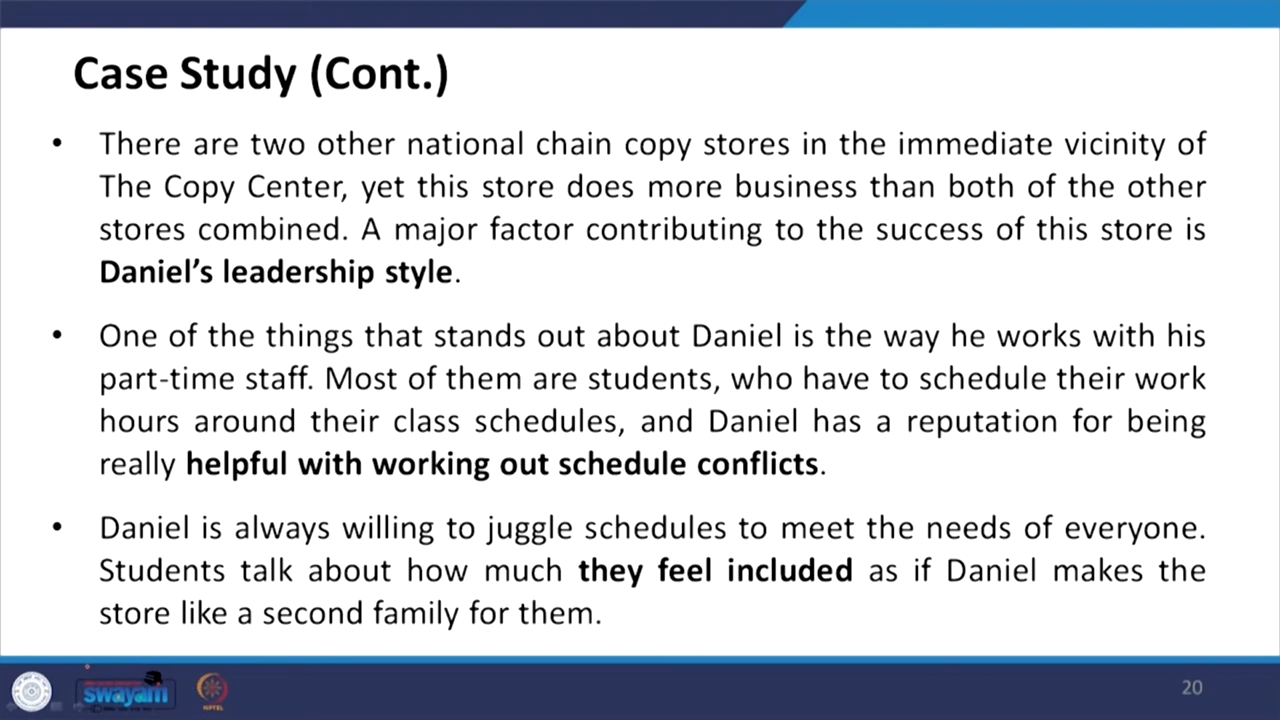 Case Study (Cont.)
• There are two other national chain copy stores in the immediate vicinity of
The Copy Center, yet this store does more business than both of the other
stores combined. A major factor contributing to the success of this store is
Daniel’s leadership style.
• One of the things that stands out about Daniel is the way he works with his
part-time staff. Most of them are students, who have to schedule their work
hours around their class schedules, and Daniel has a reputation for being
really helpful with working out schedule conflicts.
• Daniel is always willing to juggle schedules to meet the needs of everyone.
Students talk about how much they feel included as if Daniel makes the
store like a second family for them.
swayam
NPTEL
20